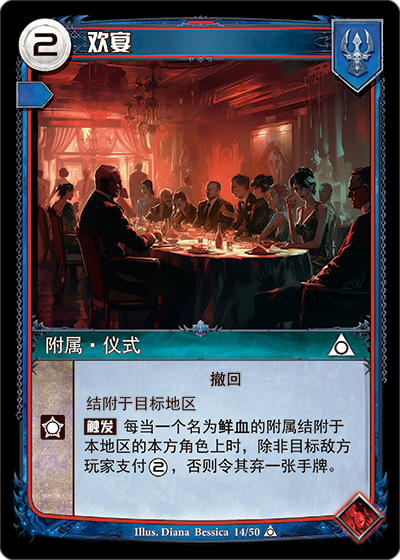 2 欢宴
附属·仪式
撤回
结附于目标地区
触发 每当一个名为鲜血的附属结附于
本地区的本方角色上时，除非目标敌方
玩家支付②，否则令其弃一张手牌。
Illus. Diana Bessica 14/50